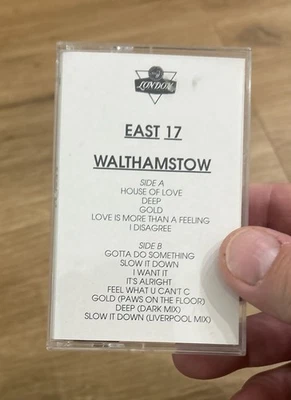 LONDON
EAST 17
WALTHAMSTOW
SIDE A
HOUSE OF LOVE
DEEP
GOLD
LOVE IS MORE THAN A FEELING
I DISAGREE
SIDE B
GOTTA DO SOMETHING
SLOW IT DOWN
I WANT IT
IT'S ALRIGHT
FEEL WHAT U CAN'T C
GOLD (PAWS ON THE FLOOR)
DEEP (DARK MIX)
SLOW IT DOWN (LIVERPOOL MIX)